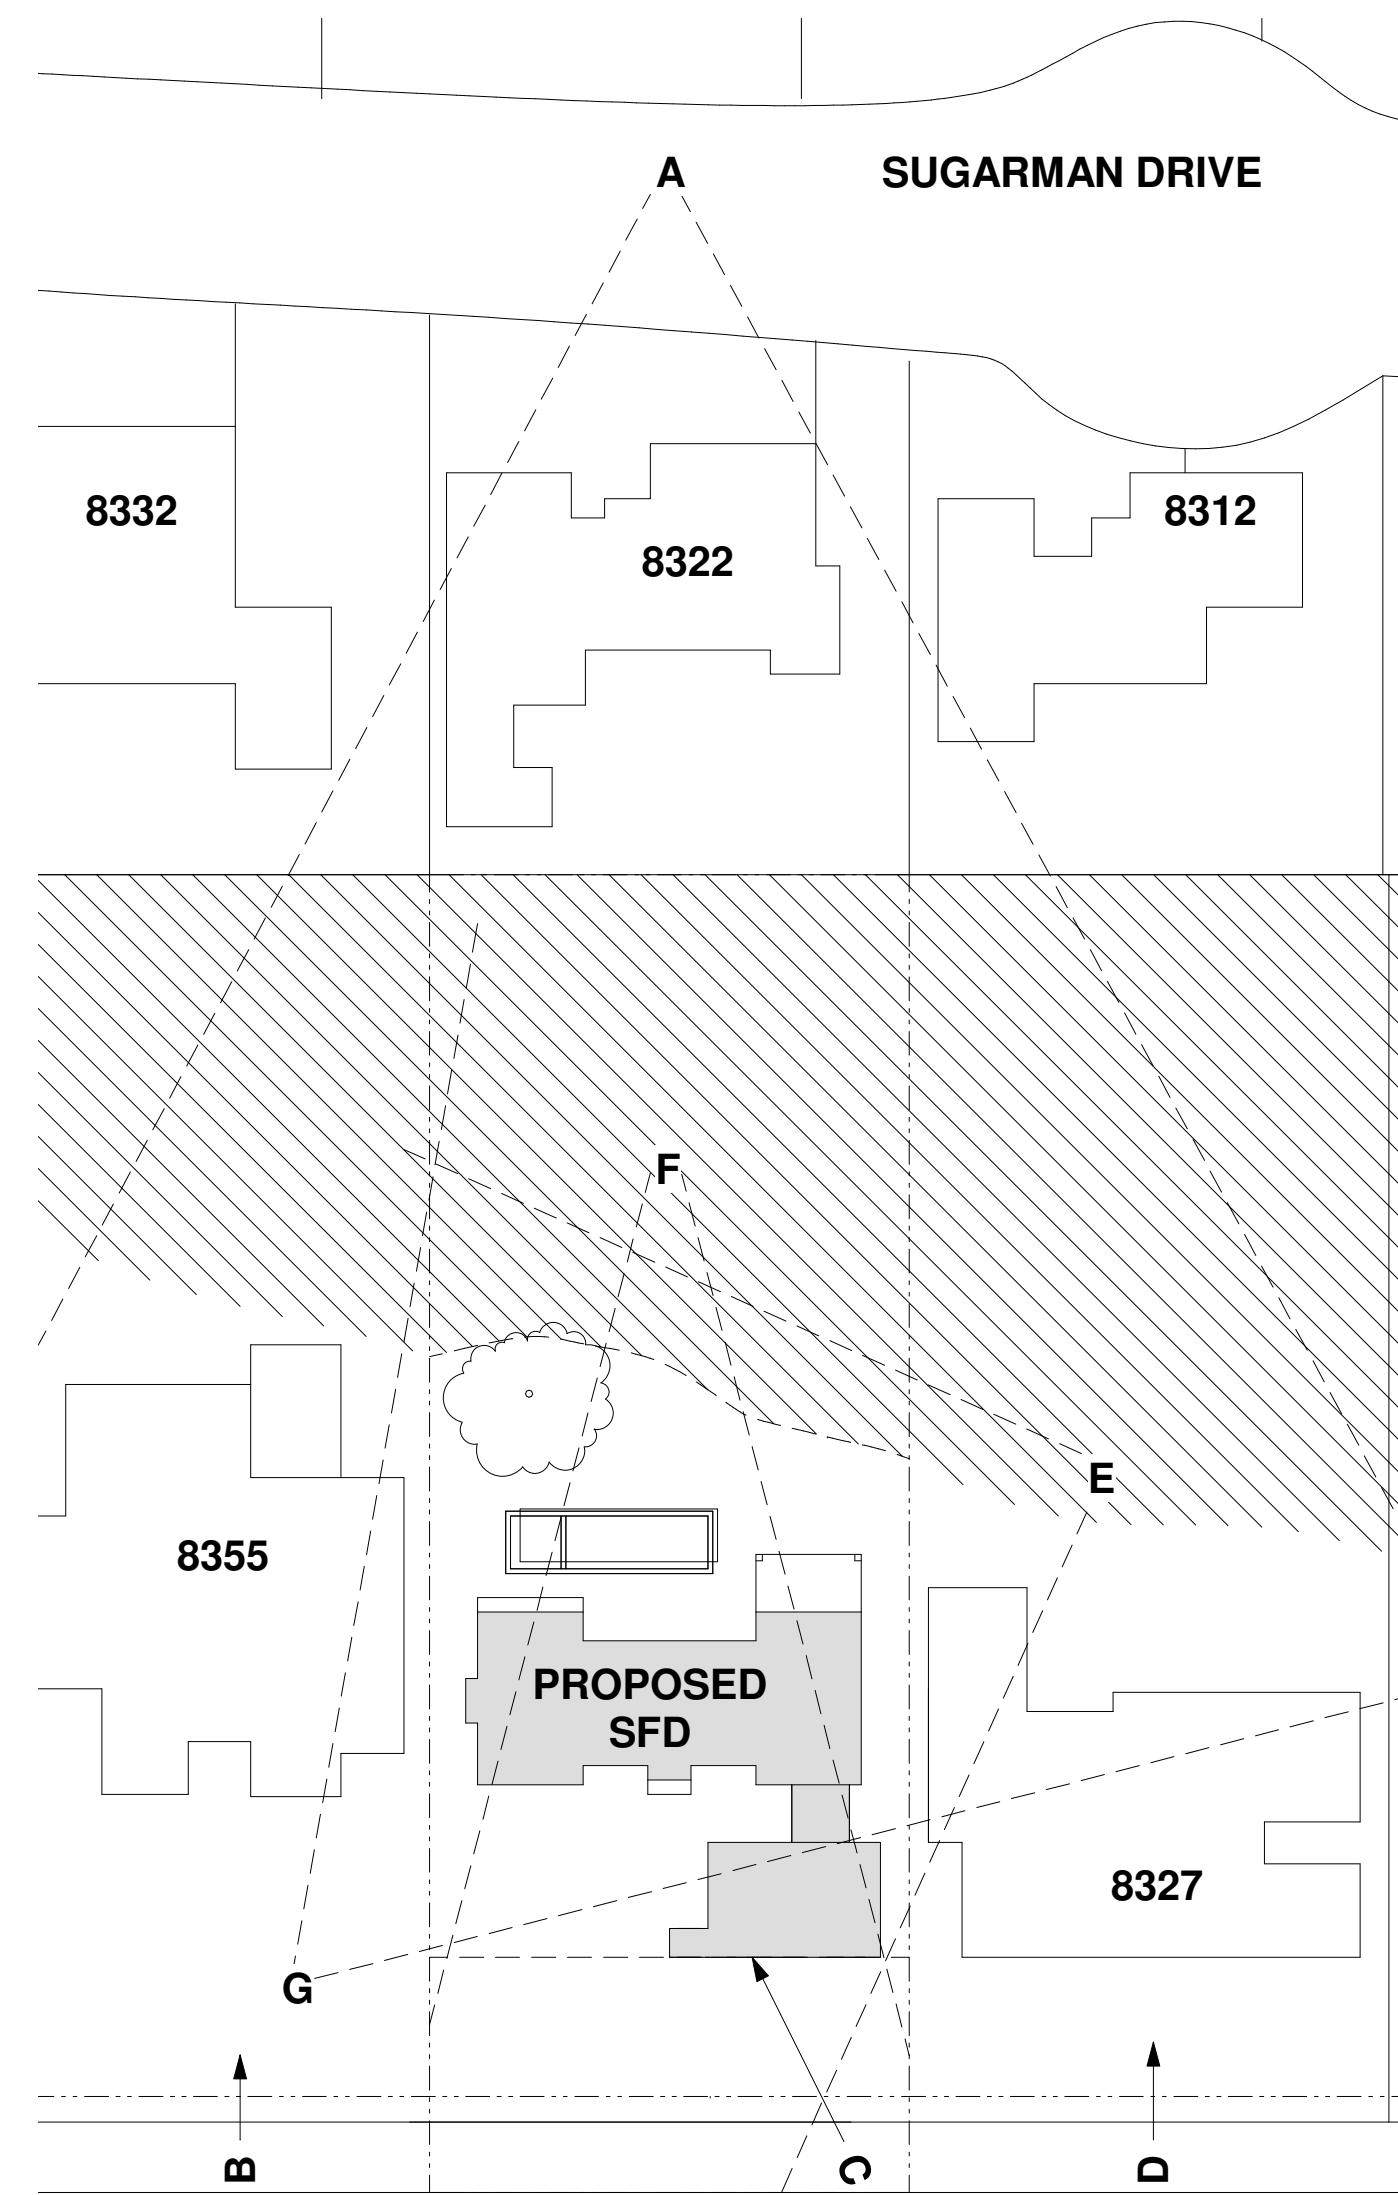 A
SUGARMAN DRIVE
8332
8322
8312
F
E
8355
PROPOSED
SFD
8327
G
B
C
D